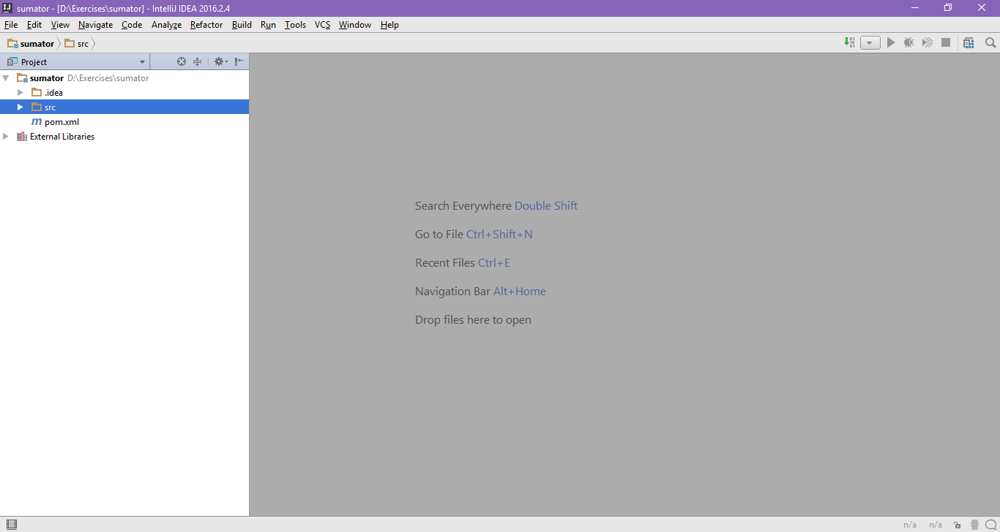 sumator - [D:\Exercises\sumator] - IntelliJ IDEA 2016.2.4
File Edit View Navigate Code Analyze Refactor Build Run Tools VCS Window Help
sumator src
Project
sumator D:\Exercises\sumator
.idea
src
pom.xml
External Libraries
Search Everywhere Double Shift
Go to File Ctrl+Shift+N
Recent Files Ctrl+E
Navigation Bar Alt+Home
Drop files here to open
n/a n/a